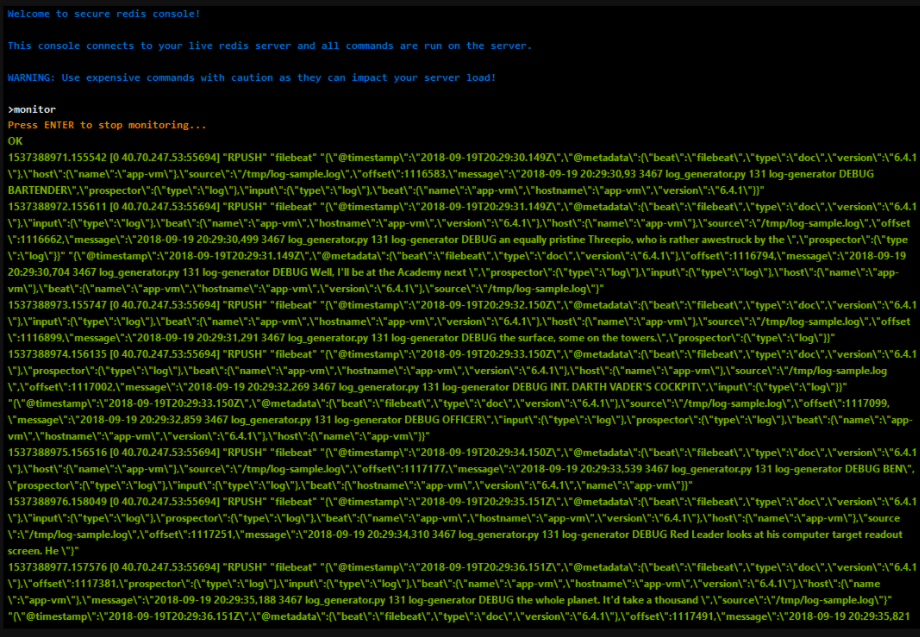 Welcome to secure redis console!
This console connects to your live redis server and all commands are run on the server.
WARNING: Use expensive commands with caution as they can impact your server load!
>monitor
Press ENTER to stop monitoring...
OK
1537388971.155542 [0 40.70.247.53:55694] "RPUSH" "filebeat" "{\"@timestamp\":\"2018-09-19T20:29:30.149Z\",\"@metadata\":{\"beat\":\"filebeat\",\"type\":\"doc\",\"version\":\"6.4.1
\"},\"host\":{\"name\":\"app-vm\"},\"source\":\"/tmp/log-sample.log\",\"offset\":1116583,\"message\":\"2018-09-19 20:29:30,93 3467 log_generator.py 131 log-generator DEBUG
BARTENDER\",\"prospector\":{\"type\":\"log\"},\"input\":{\"type\":\"log\"},\"beat\":{\"name\":\"app-vm\",\"hostname\":\"app-vm\",\"version\":\"6.4.1\"}}"
1537388972.155611 [0 40.70.247.53:55694] "RPUSH" "filebeat" "{\"@timestamp\":\"2018-09-19T20:29:31.149Z\",\"@metadata\":{\"beat\":\"filebeat\",\"type\":\"doc\",\"version\":\"6.4.1
\"},\"input\":{\"type\":\"log\"},\"beat\":{\"name\":\"app-vm\",\"hostname\":\"app-vm\",\"version\":\"6.4.1\"},\"host\":{\"name\":\"app-vm\"},\"source\":\"/tmp/log-sample.log\",\"offset
\":1116662,\"message\":\"2018-09-19 20:29:30,499 3467 log_generator.py 131 log-generator DEBUG an equally pristine Threepio, who is rather awestruck by the \",\"prospector\":{\"type
\":\"log\"}}" "{\"@timestamp\":\"2018-09-19T20:29:31.149Z\",\"@metadata\":{\"beat\":\"filebeat\",\"type\":\"doc\",\"version\":\"6.4.1\"},\"offset\":1116794,\"message\":\"2018-09-19
20:29:30,704 3467 log_generator.py 131 log-generator DEBUG Well, I'll be at the Academy next \",\"prospector\":{\"type\":\"log\"},\"input\":{\"type\":\"log\"},\"host\":{\"name\":\"app-
vm\"},\"beat\":{\"name\":\"app-vm\",\"hostname\":\"app-vm\",\"version\":\"6.4.1\"},\"source\":\"/tmp/log-sample.log\"}"
1537388973.155747 [0 40.70.247.53:55694] "RPUSH" "filebeat" "{\"@timestamp\":\"2018-09-19T20:29:32.150Z\",\"@metadata\":{\"beat\":\"filebeat\",\"type\":\"doc\",\"version\":\"6.4.1
\"},\"input\":{\"type\":\"log\"},\"beat\":{\"name\":\"app-vm\",\"hostname\":\"app-vm\",\"version\":\"6.4.1\"},\"host\":{\"name\":\"app-vm\"},\"source\":\"/tmp/log-sample.log\",\"offset
\":1116899,\"message\":\"2018-09-19 20:29:31,291 3467 log_generator.py 131 log-generator DEBUG the surface, some on the towers.\",\"prospector\":{\"type\":\"log\"}}"
1537388974.156135 [0 40.70.247.53:55694] "RPUSH" "filebeat" "{\"@timestamp\":\"2018-09-19T20:29:33.150Z\",\"@metadata\":{\"beat\":\"filebeat\",\"type\":\"doc\",\"version\":\"6.4.1
\"},\"prospector\":{\"type\":\"log\"},\"beat\":{\"name\":\"app-vm\",\"hostname\":\"app-vm\",\"version\":\"6.4.1\"},\"host\":{\"name\":\"app-vm\"},\"source\":\"/tmp/log-sample.log
\",\"offset\":1117002,\"message\":\"2018-09-19 20:29:32,269 3467 log_generator.py 131 log-generator DEBUG INT. DARTH VADER'S COCKPIT\",\"input\":{\"type\":\"log\"}}"
"{\"@timestamp\":\"2018-09-19T20:29:33.150Z\",\"@metadata\":{\"beat\":\"filebeat\",\"type\":\"doc\",\"version\":\"6.4.1\"},\"source\":\"/tmp/log-sample.log\",\"offset\":1117099,
\"message\":\"2018-09-19 20:29:32,859 3467 log_generator.py 131 log-generator DEBUG OFFICER\",\"input\":{\"type\":\"log\"},\"prospector\":{\"type\":\"log\"},\"beat\":{\"name\":\"app-
vm\",\"hostname\":\"app-vm\",\"version\":\"6.4.1\"},\"host\":{\"name\":\"app-vm\"}}"
1537388975.156516 [0 40.70.247.53:55694] "RPUSH" "filebeat" "{\"@timestamp\":\"2018-09-19T20:29:34.150Z\",\"@metadata\":{\"beat\":\"filebeat\",\"type\":\"doc\",\"version\":\"6.4.1
\"},\"host\":{\"name\":\"app-vm\"},\"source\":\"/tmp/log-sample.log\",\"offset\":1117177,\"message\":\"2018-09-19 20:29:33,539 3467 log_generator.py 131 log-generator DEBUG BEN\",
\"prospector\":{\"type\":\"log\"},\"input\":{\"type\":\"log\"},\"beat\":{\"hostname\":\"app-vm\",\"version\":\"6.4.1\",\"name\":\"app-vm\"}}"
1537388976.158049 [0 40.70.247.53:55694] "RPUSH" "filebeat" "{\"@timestamp\":\"2018-09-19T20:29:35.151Z\",\"@metadata\":{\"beat\":\"filebeat\",\"type\":\"doc\",\"version\":\"6.4.1
\"},\"input\":{\"type\":\"log\"},\"prospector\":{\"type\":\"log\"},\"beat\":{\"name\":\"app-vm\",\"hostname\":\"app-vm\",\"version\":\"6.4.1\"},\"host\":{\"name\":\"app-vm\"},\"source
\":\"/tmp/log-sample.log\",\"offset\":1117251,\"message\":\"2018-09-19 20:29:34,310 3467 log_generator.py 131 log-generator DEBUG Red Leader looks at his computer target readout
screen. He \"}"
1537388977.157576 [0 40.70.247.53:55694] "RPUSH" "filebeat" "{\"@timestamp\":\"2018-09-19T20:29:36.151Z\",\"@metadata\":{\"beat\":\"filebeat\",\"type\":\"doc\",\"version\":\"6.4.1
\"},\"offset\":1117381,\"prospector\":{\"type\":\"log\"},\"input\":{\"type\":\"log\"},\"beat\":{\"name\":\"app-vm\",\"hostname\":\"app-vm\",\"version\":\"6.4.1\"},\"host\":{\"name
\":\"app-vm\"},\"message\":\"2018-09-19 20:29:35,188 3467 log_generator.py 131 log-generator DEBUG the whole planet. It'd take a thousand \",\"source\":\"/tmp/log-sample.log\"}"
"{\"@timestamp\":\"2018-09-19T20:29:36.151Z\",\"@metadata\":{\"beat\":\"filebeat\",\"type\":\"doc\",\"version\":\"6.4.1\"},\"offset\":1117491,\"message\":\"2018-09-19 20:29:35,821